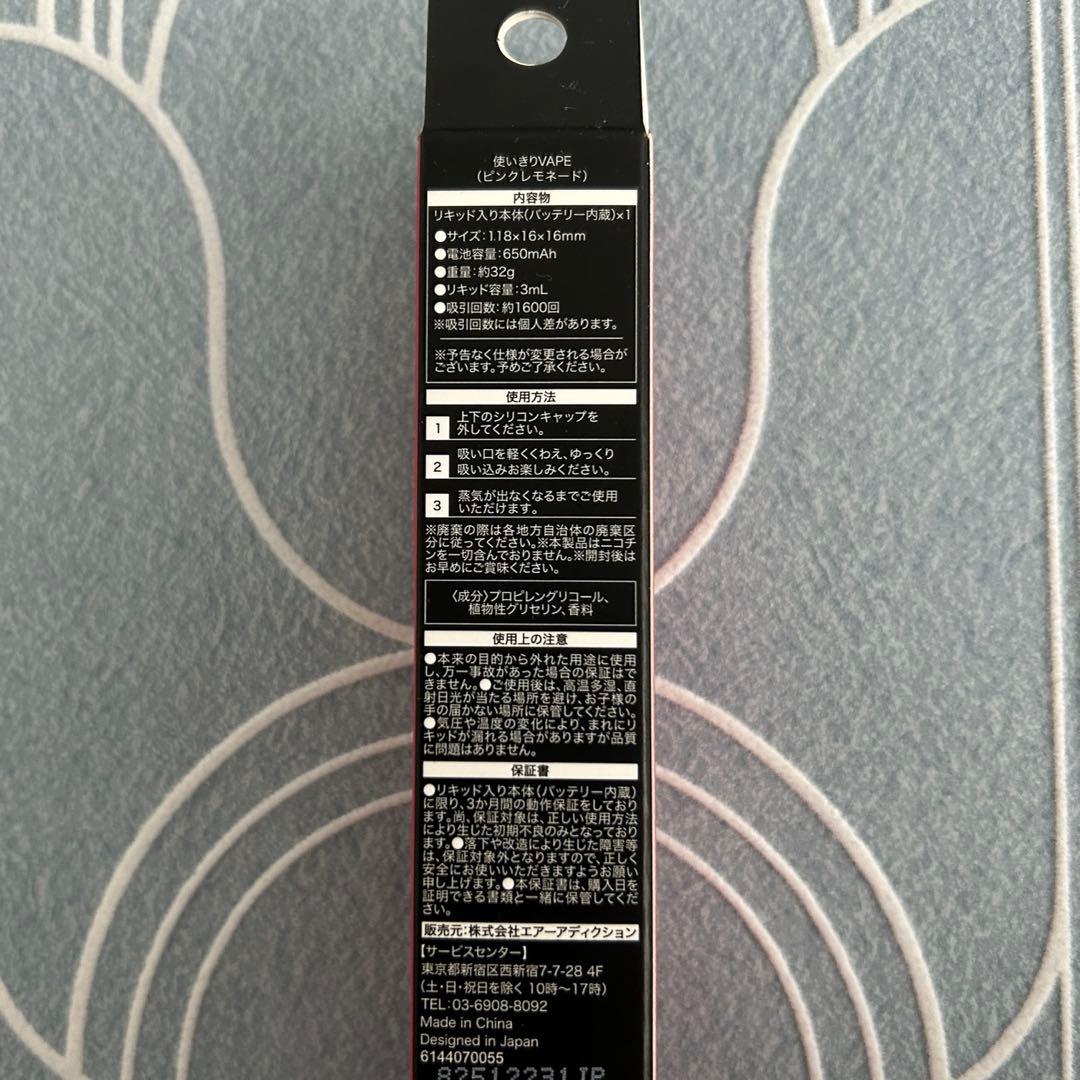 使いきりVAPE
(ピンクレモネード)
内容物
リキッド入り本体(バッテリー内蔵)×1
●サイズ:1.18×16×16mm
●電池容量:650mAh
●重量:約32g
●リキッド容量:3mL
●吸引回数:約1600回
※吸引回数には個人差があります。
※予告なく仕様が変更される場合が
ございます。予めご了承ください。
使用方法
1 上下のシリコンキャップを
外してください。
2 吸い口を軽くくわえ、ゆっくり
吸い込みお楽しみください。
3 蒸気が出なくなるまでご使用
いただけます。
※廃棄の際は各地方自治体の廃棄区
分に従ってください。※本製品はニコチ
ンを一切含んでおりません。※開封後は
お早めにご賞味ください。
〈成分〉プロピレングリコール、
植物性グリセリン、香料
使用上の注意
●本来の目的から外れた用途に使用
し、万一事故があった場合の保証はで
きません。●ご使用後は、高温多湿、直
射日光が当たる場所を避け、お子様の
手の届かない場所に保管してください。
●気圧や温度の変化により、まれにリ
キッドが漏れる場合がありますが品質
に問題はありません。
保証書
●リキッド入り本体(バッテリー内蔵)
に限り、3か月間の動作保証をしており
ます。尚、保証対象は、正しい使用方法
により生じた初期不良のみとなっており
ます。●落下や改造により生じた障害等
は、保証対象外となりますので、正しく
安全にお使いいただきますようお願い
申し上げます。●本保証書は、購入日を
証明できる書類と一緒に保管してくだ
さい。
販売元:株式会社エアーアディクション
【サービスセンター】
東京都新宿区西新宿7-7-28 4F
(土・日・祝日を除く 10時〜17時)
TEL:03-6908-8092
Made in China
Designed in Japan
6144070055
82512231JP